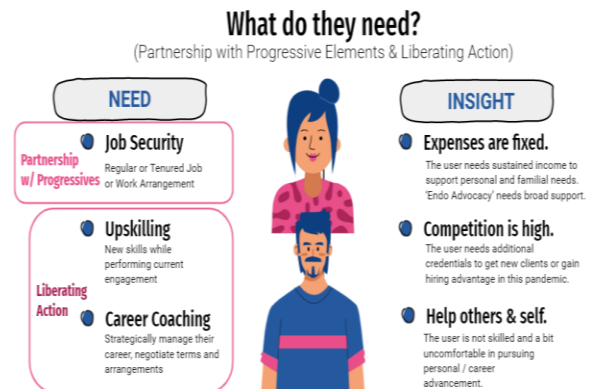 What do they need?
(Partnership with Progressive Elements & Liberating Action)
NEED
Partnership
w/ Progressives
Job Security
Regular or Tenured Job
or Work Arrangement
Liberating
Action
Upskilling
New skills while
performing current
engagement
Career Coaching
Strategically manage their
career, negotiate terms and
arrangements
INSIGHT
Expenses are fixed.
The user needs sustained income to
support personal and familial needs.
'Endo Advocacy' needs broad support.
Competition is high.
The user needs additional
credentials to get new clients or gain
hiring advantage in this pandemic.
Help others & self.
The user is not skilled and a bit
uncomfortable in pursuing
personal / career
advancement.